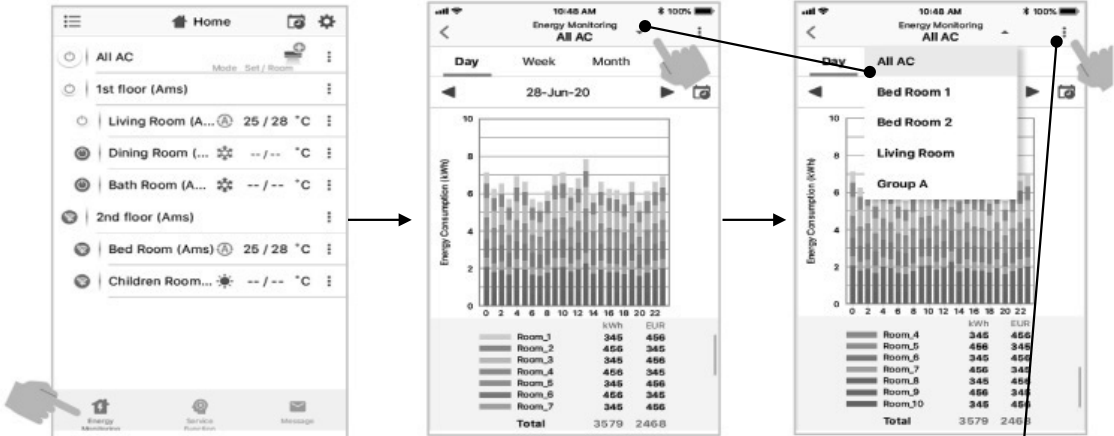 Home
All AC
Mode Set / Room
1st floor (Ams)
Living Room (A... A 25 / 28 °C
Dining Room (... -- / -- °C
Bath Room (A... -- / -- °C
2nd floor (Ams)
Bed Room (Ams) A 25 / 28 °C
Children Room... -- / -- °C
Energy
Monitoring
Service
Function
Message
10:48 AM 100%
Energy Monitoring
All AC
Day Week Month
28-Jun-20
Energy Consumption (kWh)
10
8
6
4
2
0
0 2 4 6 8 10 12 14 16 18 20 22
kWh EUR
Room_1 345 456
Room_2 456 345
Room_3 345 456
Room_4 456 345
Room_5 345 456
Room_6 456 345
Room_7 345 456
Total 3579 2468
10:48 AM 100%
Energy Monitoring
All AC
Day
All AC
Bed Room 1
Bed Room 2
Living Room
Group A
Energy Consumption (kWh)
10
8
6
4
2
0
0 2 4 6 8 10 12 14 16 18 20 22
kWh EUR
Room_4 345 456
Room_5 456 345
Room_6 345 456
Room_7 456 345
Room_8 345 456
Room_9 456 345
Room_10 345 456
Total 3579 2468